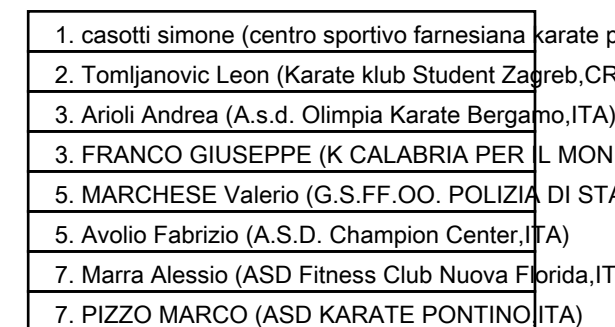 1. casotti simone (centro sportivo farnesiana karate p
2. Tomljanovic Leon (Karate klub Student Zagreb,CR
3. Arioli Andrea (A.s.d. Olimpia Karate Bergamo,ITA)
3. FRANCO GIUSEPPE (K CALABRIA PER IL MON
5. MARCHESE Valerio (G.S.FF.OO. POLIZIA DI STA
5. Avolio Fabrizio (A.S.D. Champion Center,ITA)
7. Marra Alessio (ASD Fitness Club Nuova Florida,IT
7. PIZZO MARCO (ASD KARATE PONTINO,ITA)